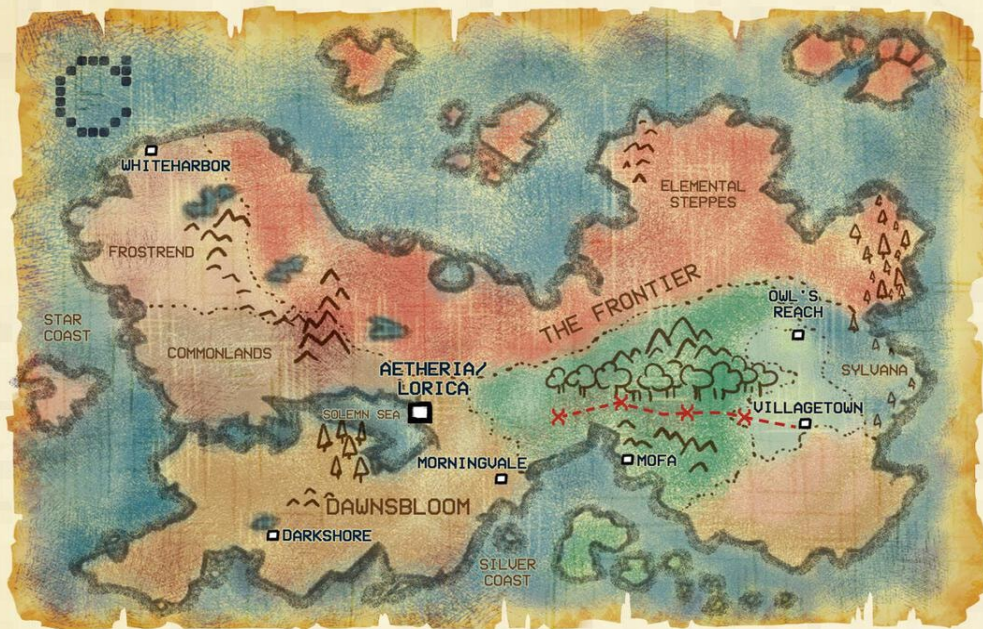 WHITEHARBOR
ELEMENTAL
STEPPES
FROSTREND
THE FRONTIER
OWL'S
REACH
STAR
COAST
COMMONLANDS
AETHERIA/
LORICA
SYLVANA
SOLEMN SEA
VILLAGETOWN
MORNINGVALE
MOFA
DAWNSBLOOM
DARKSHORE
SILVER
COAST